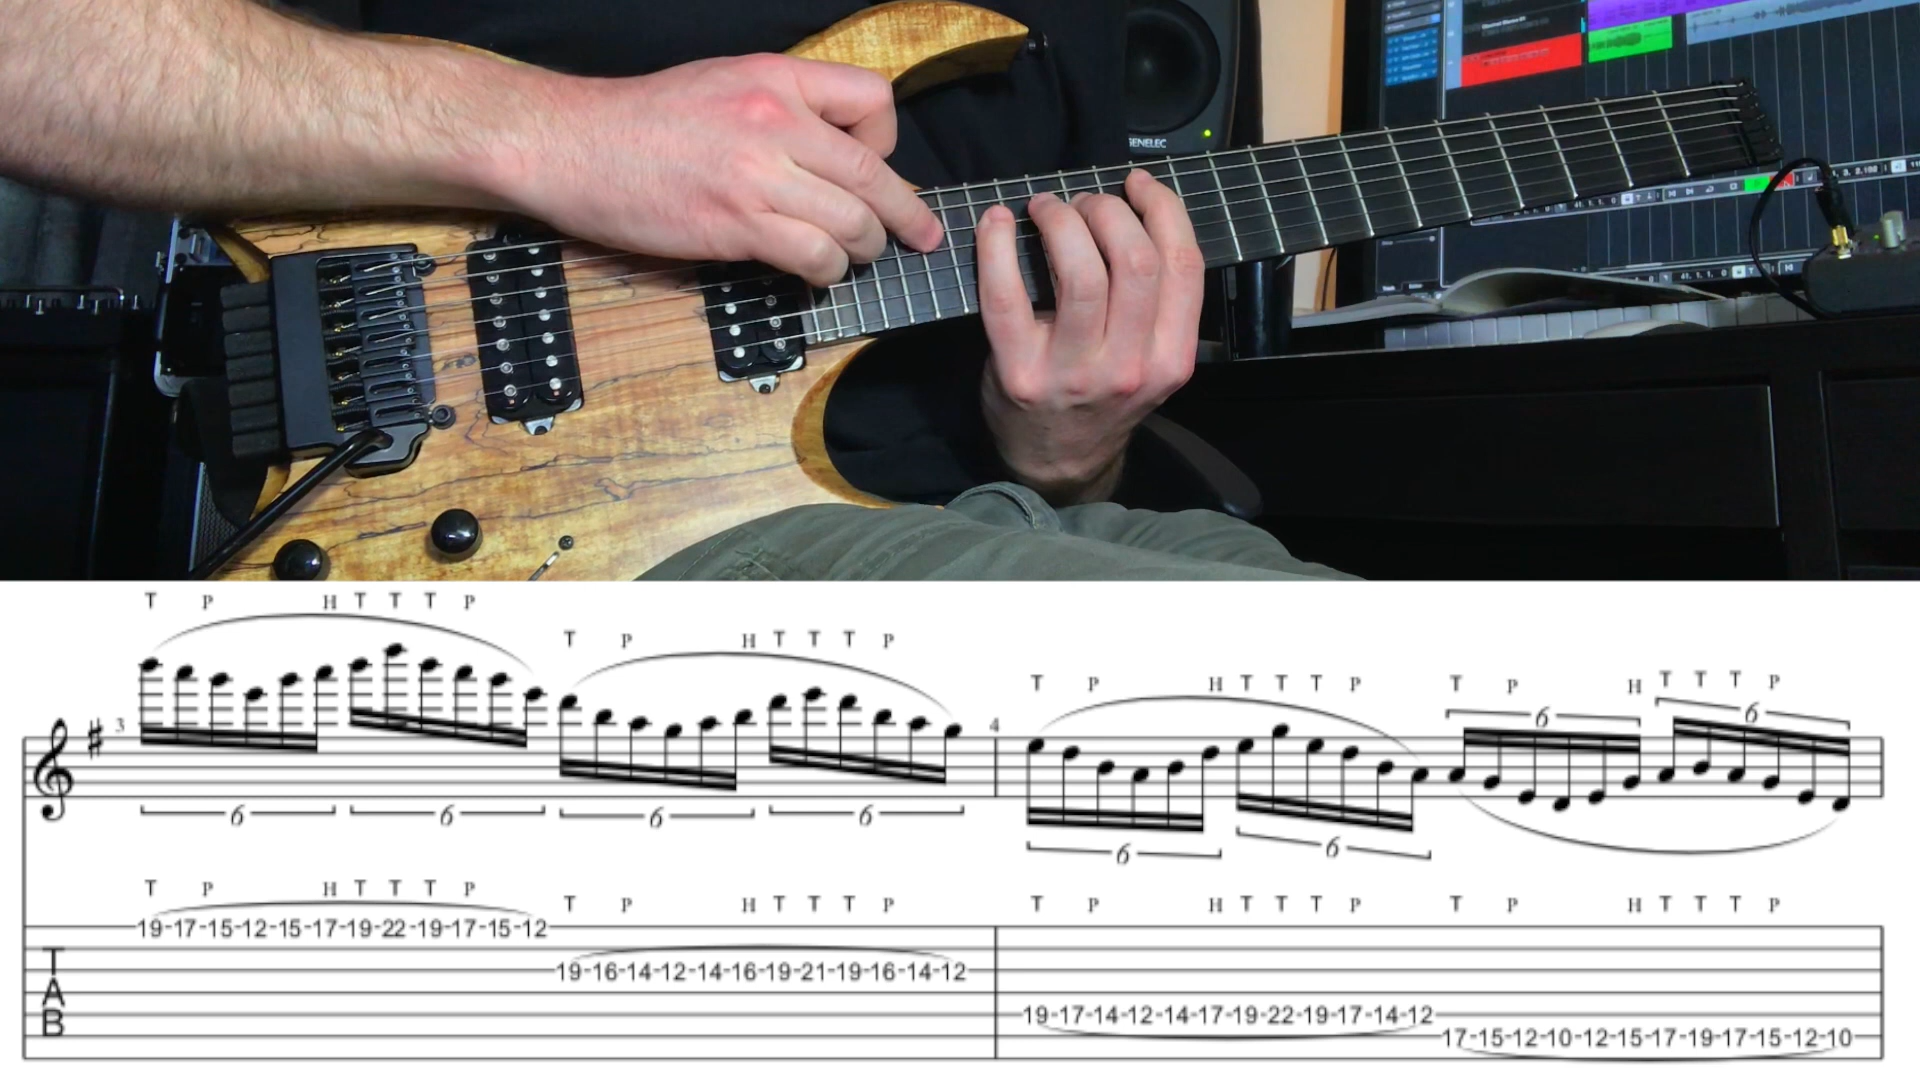 GENELEC
T P H T T T P
T P H T T T P
T P H T T T P
T P H T T T P
3
4
6 6 6 6 6 6 6 6
T P H T T T P
T P H T T T P
T P H T T T P
T P H T T T P
19-17-15-12-15-17-19-22-19-17-15-12
19-16-14-12-14-16-19-21-19-16-14-12
19-17-14-12-14-17-19-22-19-17-14-12
17-15-12-10-12-15-17-19-17-15-12-10
T
A
B